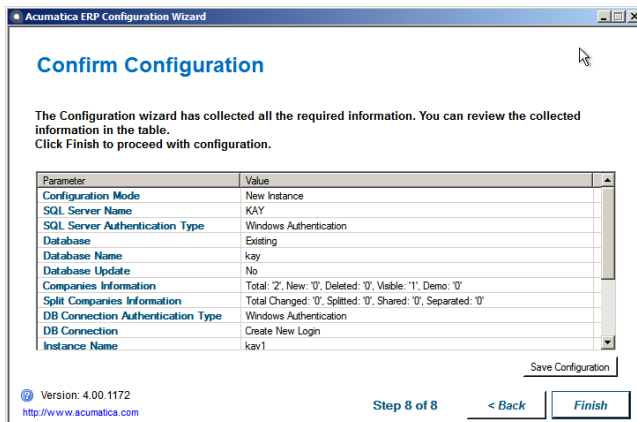 Acumatica ERP Configuration Wizard
Confirm Configuration
The Configuration wizard has collected all the required information. You can review the collected
information in the table.
Click Finish to proceed with configuration.
Parameter Value
Configuration Mode New Instance
SQL Server Name KAY
SQL Server Authentication Type Windows Authentication
Database Existing
Database Name kay
Database Update No
Companies Information Total: '2', New: '0', Deleted: '0', Visible: '1', Demo: '0'
Split Companies Information Total Changed: '0', Splitted: '0', Shared: '0', Separated: '0'
DB Connection Authentication Type Windows Authentication
DB Connection Create New Login
Instance Name kay1
Save Configuration
Version: 4.00.1172
http://www.acumatica.com
Step 8 of 8
< Back
Finish